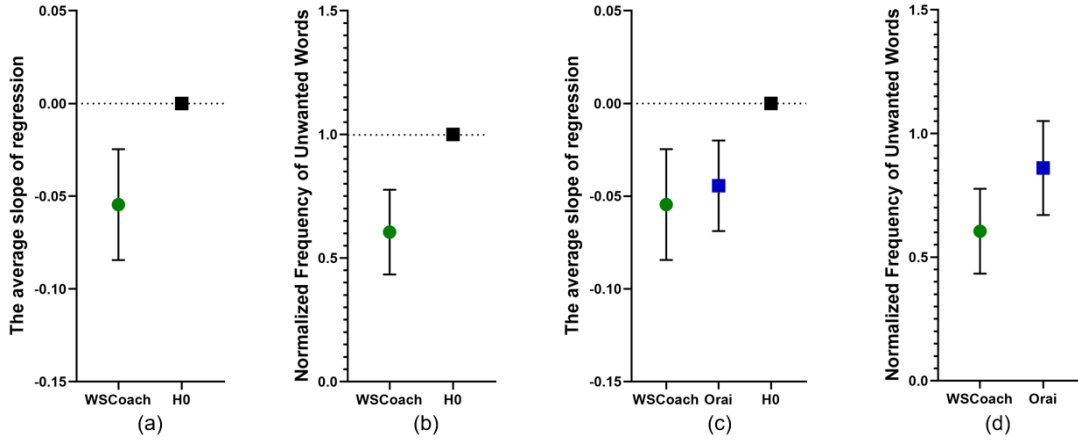 The average slope of regression
0.05
0.00
-0.05
-0.10
-0.15
WSCoach H0
(a)
Normalized Frequency of Unwanted Words
1.5
1.0
0.5
0.0
WSCoach H0
(b)
The average slope of regression
0.05
0.00
-0.05
-0.10
-0.15
WSCoach Orai H0
(c)
Normalized Frequency of Unwanted Words
1.5
1.0
0.5
0.0
WSCoach Orai
(d)